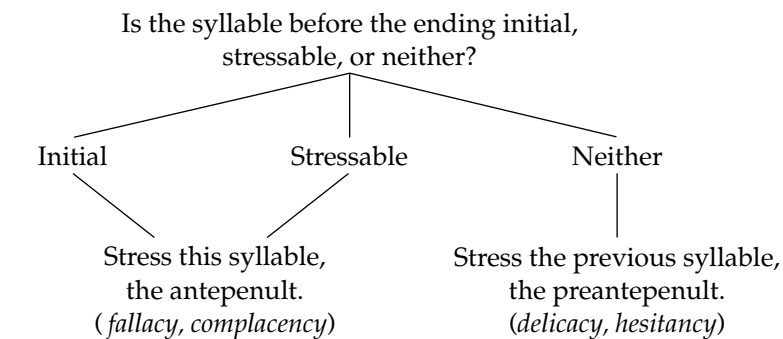 Is the syllable before the ending initial,
stressable, or neither?
Initial
Stressable
Neither
Stress this syllable,
the antepenult.
(fallacy, complacency)
Stress the previous syllable,
the preantepenult.
(delicacy, hesitancy)